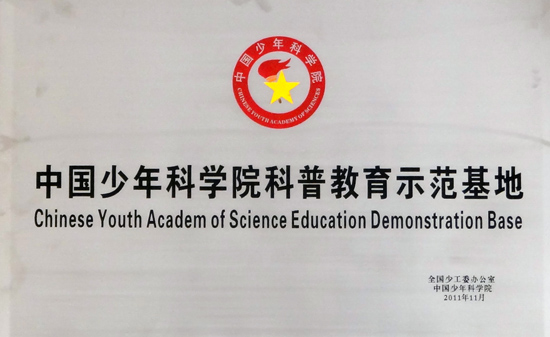 中国少年科学院
CHINESE YOUTH ACADEMY OF SCIENCES
中国少年科学院科普教育示范基地
Chinese Youth Academ of Science Education Demonstration Base
全国少工委办公室
中国少年科学院
2011年11月